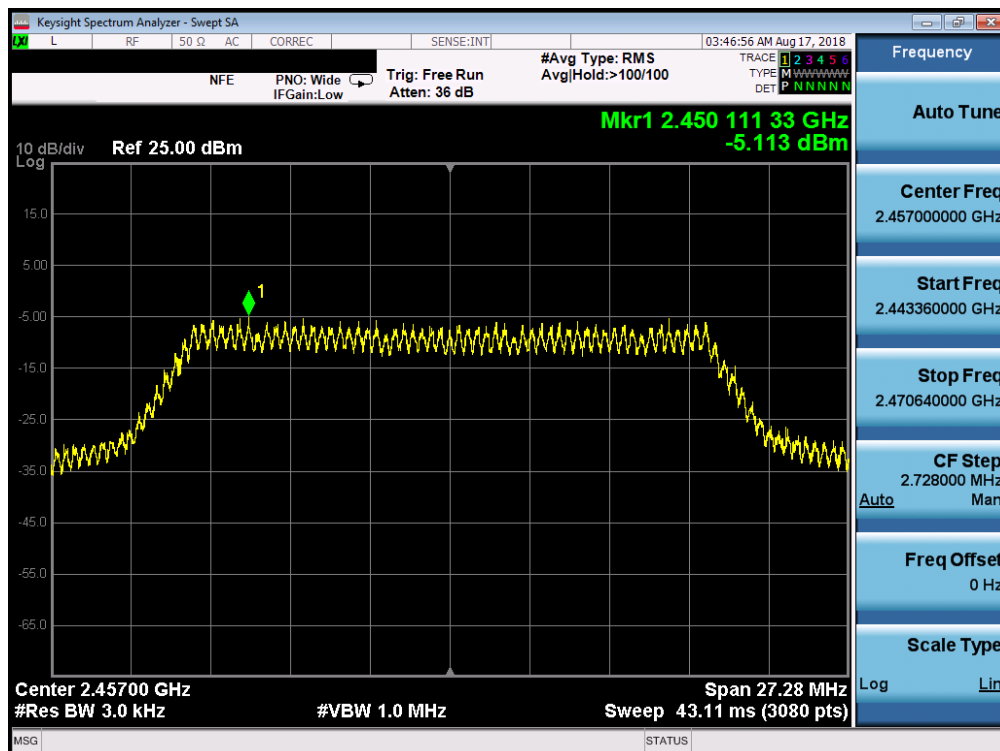 Keysight Spectrum Analyzer - Swept SA
LXI L RF 50 Ω AC CORREC SENSE:INT 03:46:56 AM Aug 17, 2018
NFE PNO: Wide Trig: Free Run #Avg Type: RMS TRACE 1 2 3 4 5 6
IFGain:Low Atten: 36 dB Avg|Hold:>100/100 TYPE M WWWWW
DET P N N N N N
Mkr1 2.450 111 33 GHz
-5.113 dBm
10 dB/div Ref 25.00 dBm
Log
15.0
5.00
-5.00
-15.0
-25.0
-35.0
-45.0
-55.0
-65.0
1
Center 2.45700 GHz Span 27.28 MHz
#Res BW 3.0 kHz #VBW 1.0 MHz Sweep 43.11 ms (3080 pts)
MSG STATUS
Frequency
Auto Tune
Center Freq
2.457000000 GHz
Start Freq
2.443360000 GHz
Stop Freq
2.470640000 GHz
CF Step
2.728000 MHz
Auto Man
Freq Offset
0 Hz
Scale Type
Log Lin